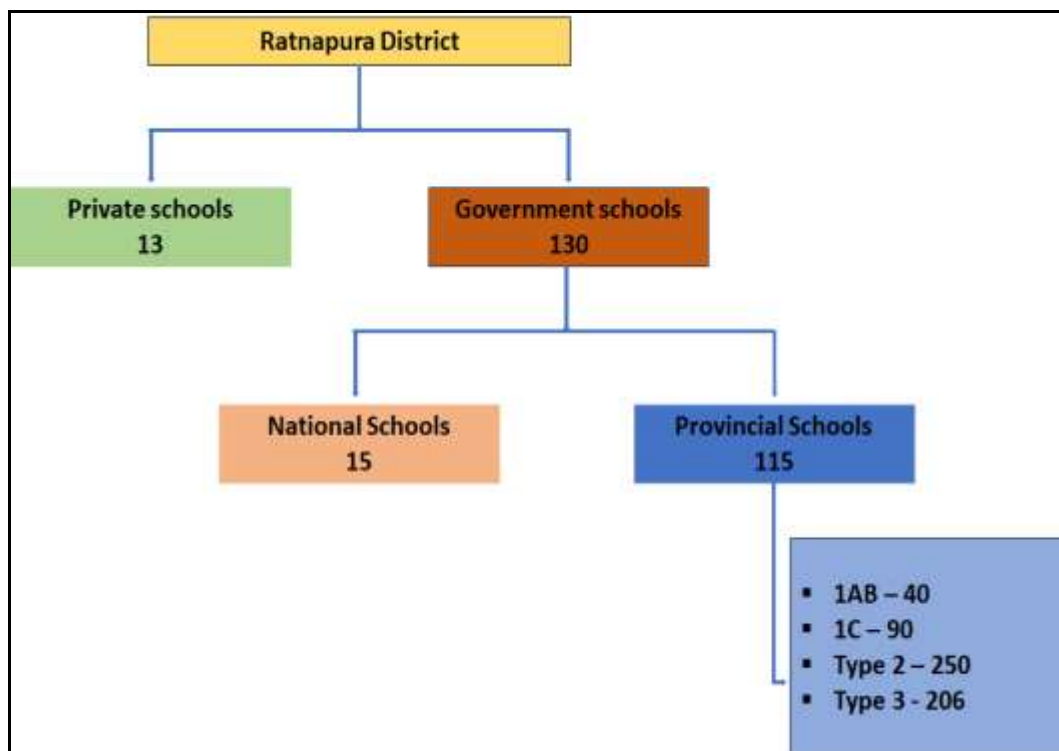 Ratnapura District
Private schools
13
Government schools
130
National Schools
15
Provincial Schools
115
▪ 1AB – 40
▪ 1C – 90
▪ Type 2 – 250
▪ Type 3 - 206